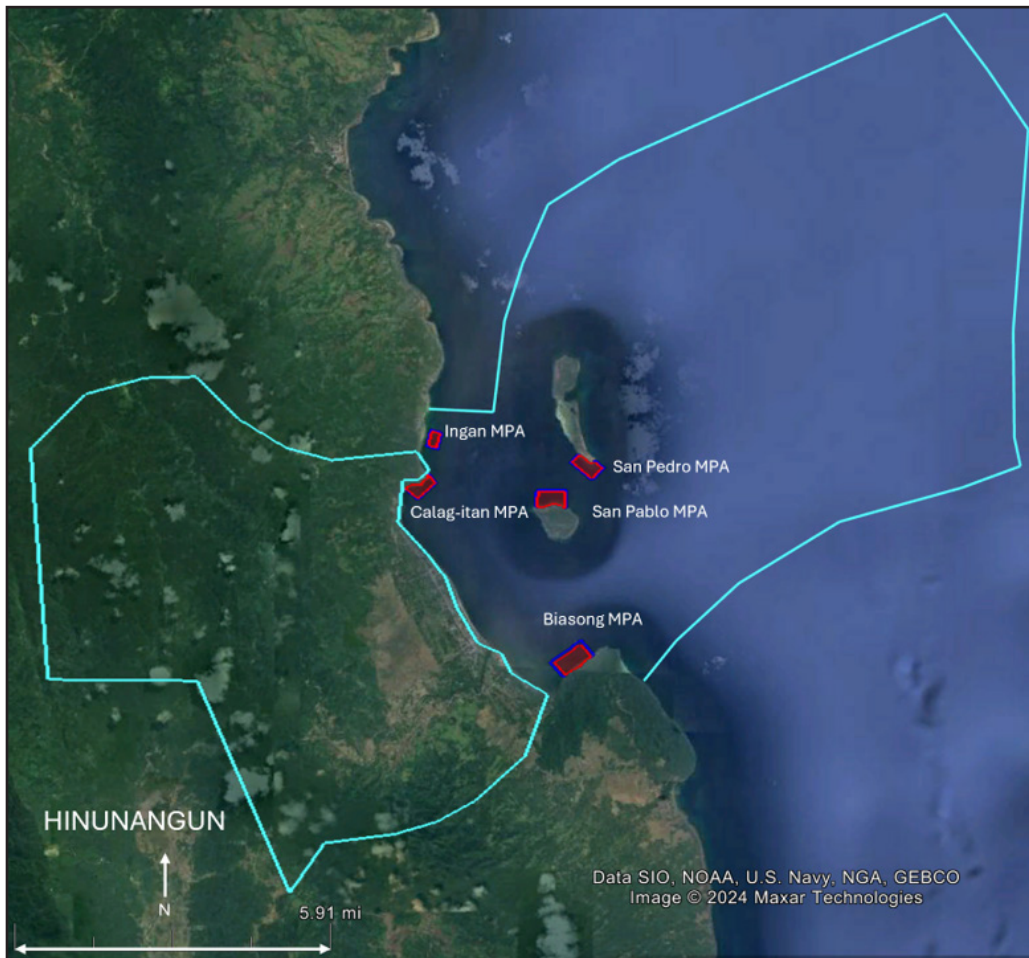 Ingan MPA
San Pedro MPA
Calag-itan MPA
San Pablo MPA
Biasong MPA
HINUNANGUN
N
5.91 mi
Data SIO, NOAA, U.S. Navy, NGA, GEBCO
Image © 2024 Maxar Technologies